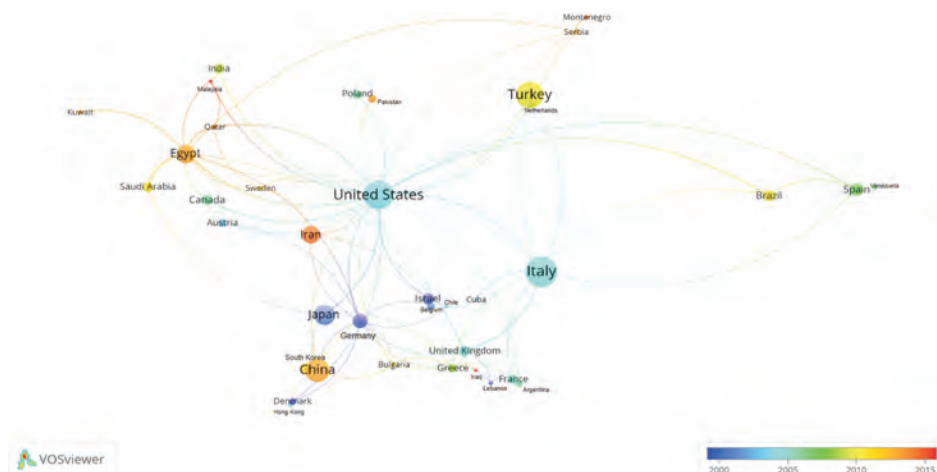 Montenegro
Serbia
India
Malaysia
Poland
Pakistan
Turkey
Netherlands
Kuwait
Qatar
Egypt
Saudi Arabia
Sweden
Canada
United States
Brazil
Spain
Venezuela
Austria
Iran
Italy
Israel
Chile
Cuba
Belgium
Japan
Germany
United Kingdom
South Korea
China
Bulgaria
Greece
Iraq
Lebanon
France
Argentina
Denmark
Hong Kong
VOSviewer
2000
2005
2010
2015